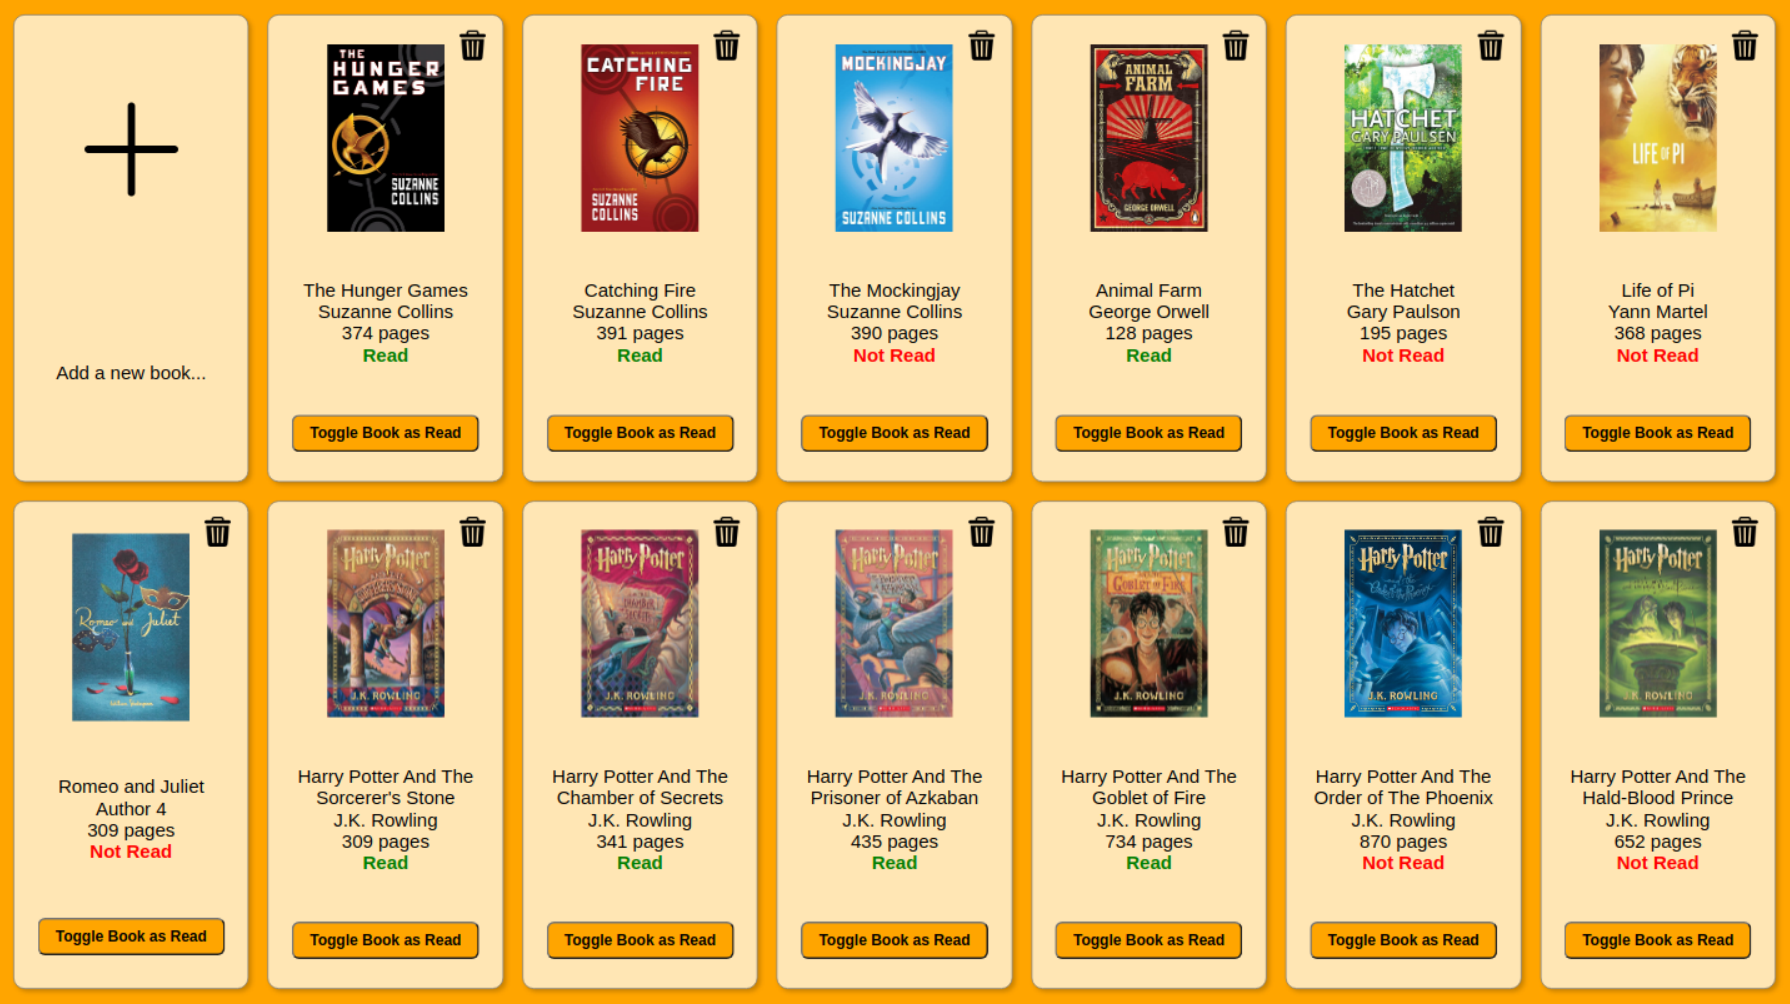 Add a new book...
THE
HUNGER
GAMES
SUZANNE
COLLINS
The Hunger Games
Suzanne Collins
374 pages
Read
Toggle Book as Read
CATCHING
FIRE
SUZANNE
COLLINS
Catching Fire
Suzanne Collins
391 pages
Read
Toggle Book as Read
MOCKINGJAY
SUZANNE COLLINS
The Mockingjay
Suzanne Collins
390 pages
Not Read
Toggle Book as Read
ANIMAL
FARM
GEORGE ORWELL
Animal Farm
George Orwell
128 pages
Read
Toggle Book as Read
HATCHET
GARY PAULSEN
The Hatchet
Gary Paulson
195 pages
Not Read
Toggle Book as Read
LIFE OF PI
Life of Pi
Yann Martel
368 pages
Not Read
Toggle Book as Read
Romeo and Juliet
Romeo and Juliet
Author 4
309 pages
Not Read
Toggle Book as Read
Harry Potter
J.K. ROWLING
Harry Potter And The
Sorcerer's Stone
J.K. Rowling
309 pages
Read
Toggle Book as Read
Harry Potter
CHAMBER OF
SECRETS
J.K. ROWLING
Harry Potter And The
Chamber of Secrets
J.K. Rowling
341 pages
Read
Toggle Book as Read
Harry Potter
J.K. ROWLING
Harry Potter And The
Prisoner of Azkaban
J.K. Rowling
435 pages
Read
Toggle Book as Read
Harry Potter
GOBLET OF FIRE
J.K. ROWLING
Harry Potter And The
Goblet of Fire
J.K. Rowling
734 pages
Read
Toggle Book as Read
Harry Potter
Order of the Phoenix
J.K. ROWLING
Harry Potter And The
Order of The Phoenix
J.K. Rowling
870 pages
Not Read
Toggle Book as Read
Harry Potter
J.K. ROWLING
Harry Potter And The
Hald-Blood Prince
J.K. Rowling
652 pages
Not Read
Toggle Book as Read